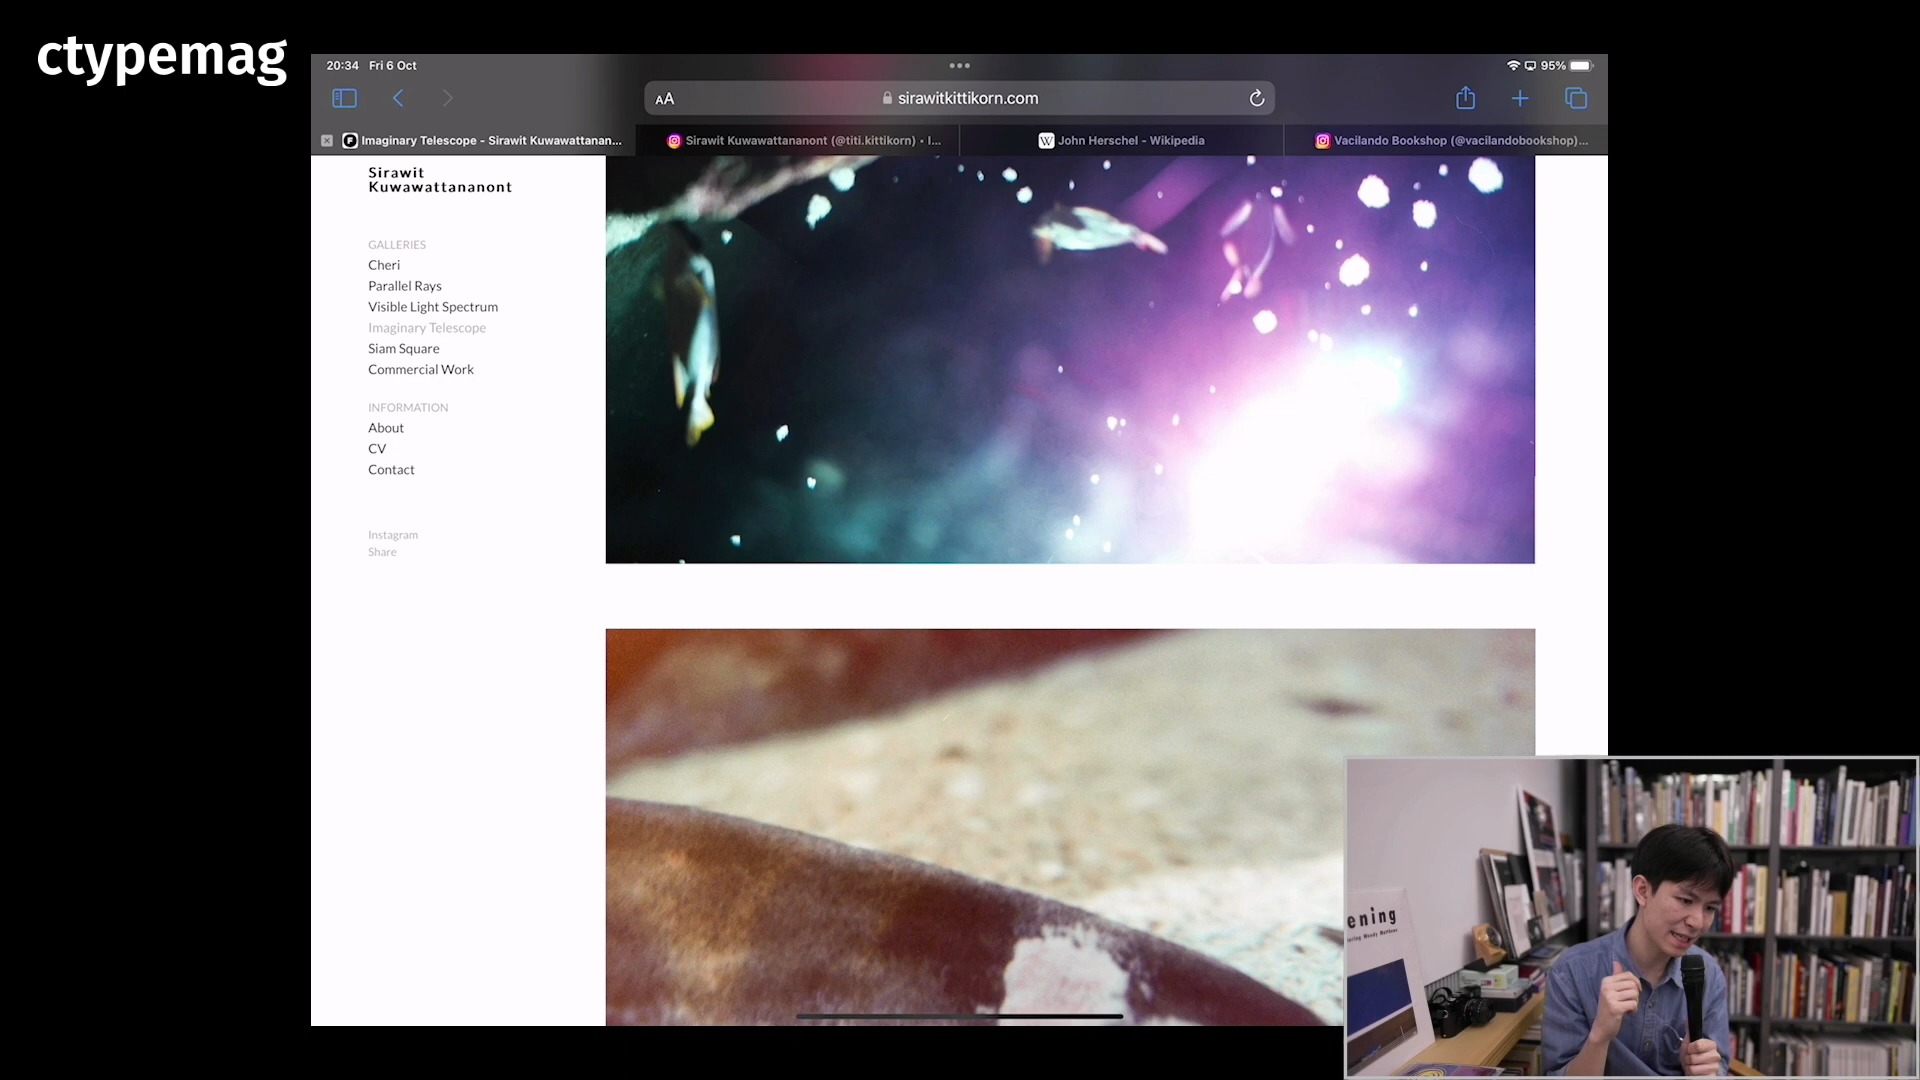 ctypemag
20:34 Fri 6 Oct
95%
AA
sirawitkittikorn.com
Imaginary Telescope - Sirawit Kuwawattanan...
Sirawit Kuwawattananont (@titi.kittikorn) • I...
W John Herschel - Wikipedia
Vacilando Bookshop (@vacilandobookshop)...
Sirawit
Kuwawattananont
GALLERIES
Cheri
Parallel Rays
Visible Light Spectrum
Imaginary Telescope
Siam Square
Commercial Work
INFORMATION
About
CV
Contact
Instagram
Share
ening